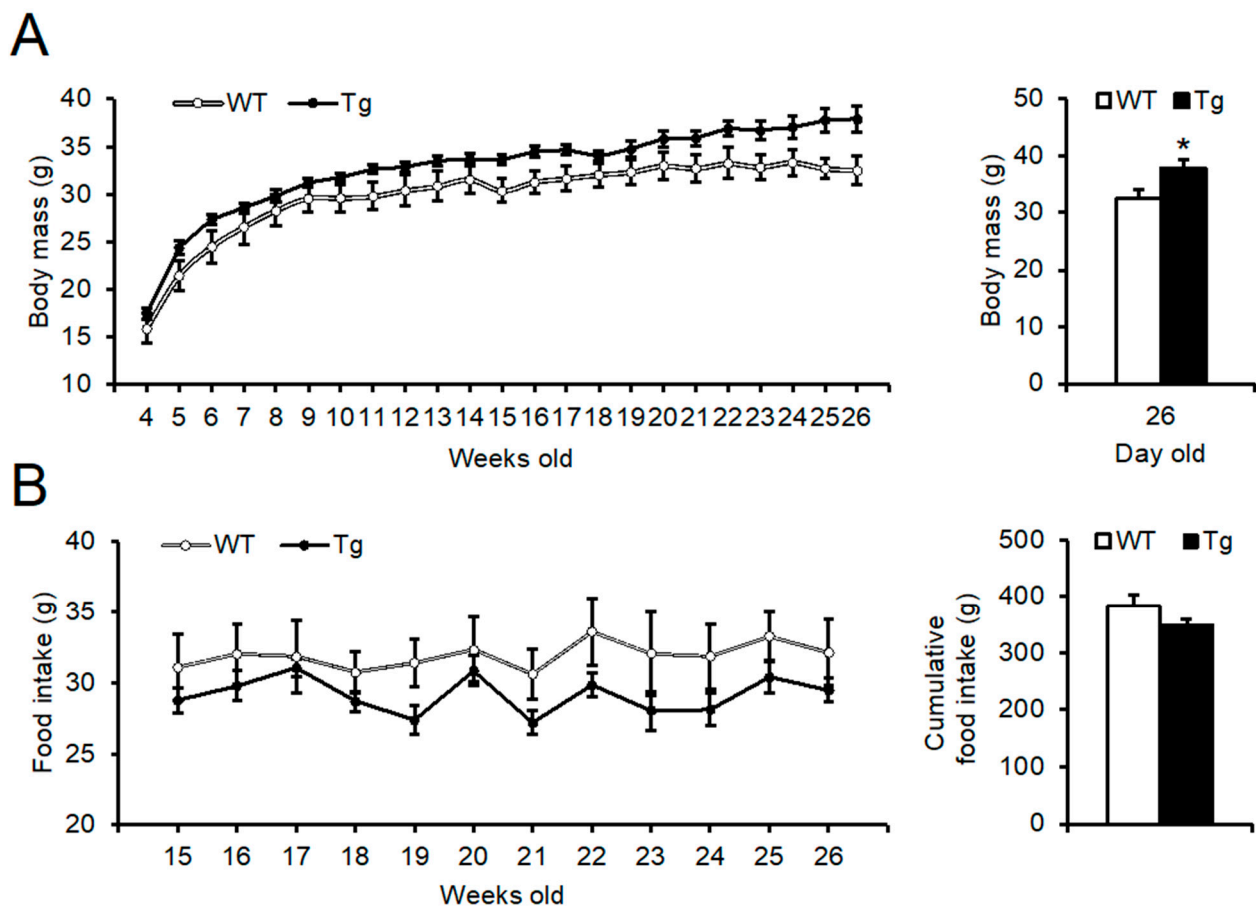 A
WT Tg
40
35
30
25
20
15
10
Body mass (g)
4 5 6 7 8 9 10 11 12 13 14 15 16 17 18 19 20 21 22 23 24 25 26
Weeks old
WT Tg
50
40
30
20
10
0
Body mass (g)
*
26
Day old
B
WT Tg
40
35
30
25
20
Food intake (g)
15 16 17 18 19 20 21 22 23 24 25 26
Weeks old
WT Tg
500
400
300
200
100
0
Cumulative
food intake (g)